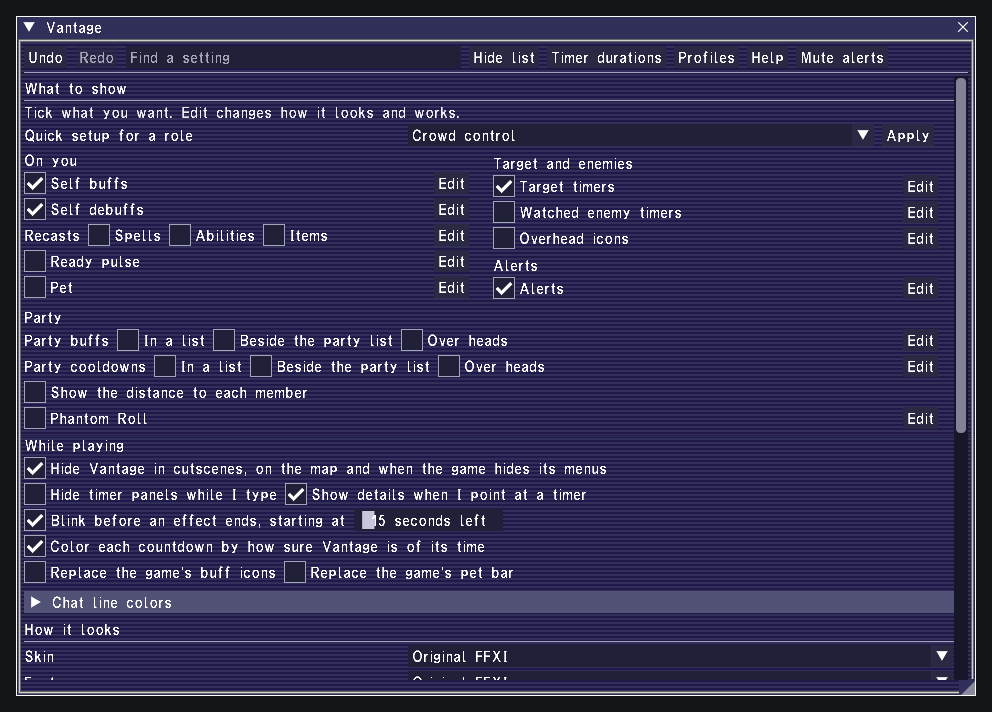 Vantage
Undo Redo Find a setting Hide list Timer durations Profiles Help Mute alerts
What to show
Tick what you want. Edit changes how it looks and works.
Quick setup for a role Crowd control Apply
On you
Self buffs Edit
Self debuffs Edit
Recasts Spells Abilities Items Edit
Ready pulse Edit
Pet Edit
Target and enemies
Target timers Edit
Watched enemy timers Edit
Overhead icons Edit
Alerts
Alerts Edit
Party
Party buffs In a list Beside the party list Over heads Edit
Party cooldowns In a list Beside the party list Over heads Edit
Show the distance to each member
Phantom Roll Edit
While playing
Hide Vantage in cutscenes, on the map and when the game hides its menus
Hide timer panels while I type Show details when I point at a timer
Blink before an effect ends, starting at 15 seconds left
Color each countdown by how sure Vantage is of its time
Replace the game's buff icons Replace the game's pet bar
Chat line colors
How it looks
Skin Original FFXI
Original FFXI